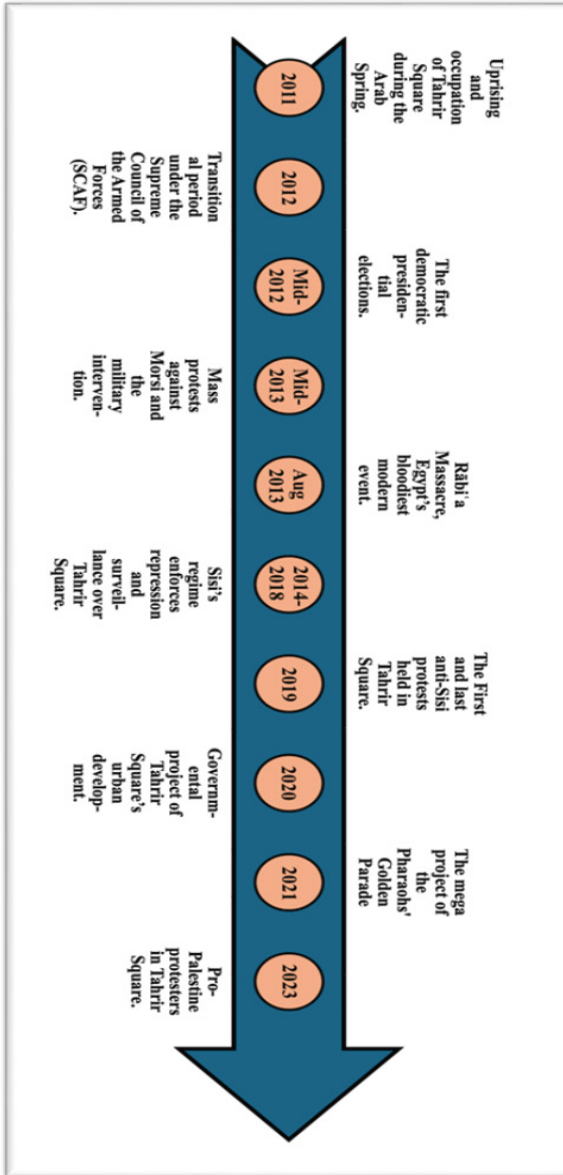 Uprising
and
occupation
of Tahrir
Square
during the
Arab
Spring.
2011
2012
Transition
al period
under the
Supreme
Council of
the Armed
Forces
(SCAF).
The first
democratic
presiden-
tial
elections.
Mid-
2012
Mid-
2013
Mass
protests
against
Morsi and
the
military
interven-
tion.
Rābiʿa
Massacre,
Egypt's
modern
bloodiest
event.
Aug
2013
2014-
2018
Sisi's
regime
enforces
repression
and
surveil-
lance over
Tahrir
Square.
The First
and last
anti-Sisi
protests
held in
Tahrir
Square.
2019
2020
Governm-
ental
project of
Tahrir
Square's
urban
develop-
ment.
The mega
project of
the
Pharaohs'
Golden
Parade
2021
2023
Pro-
Palestine
protesters
in Tahrir
Square.